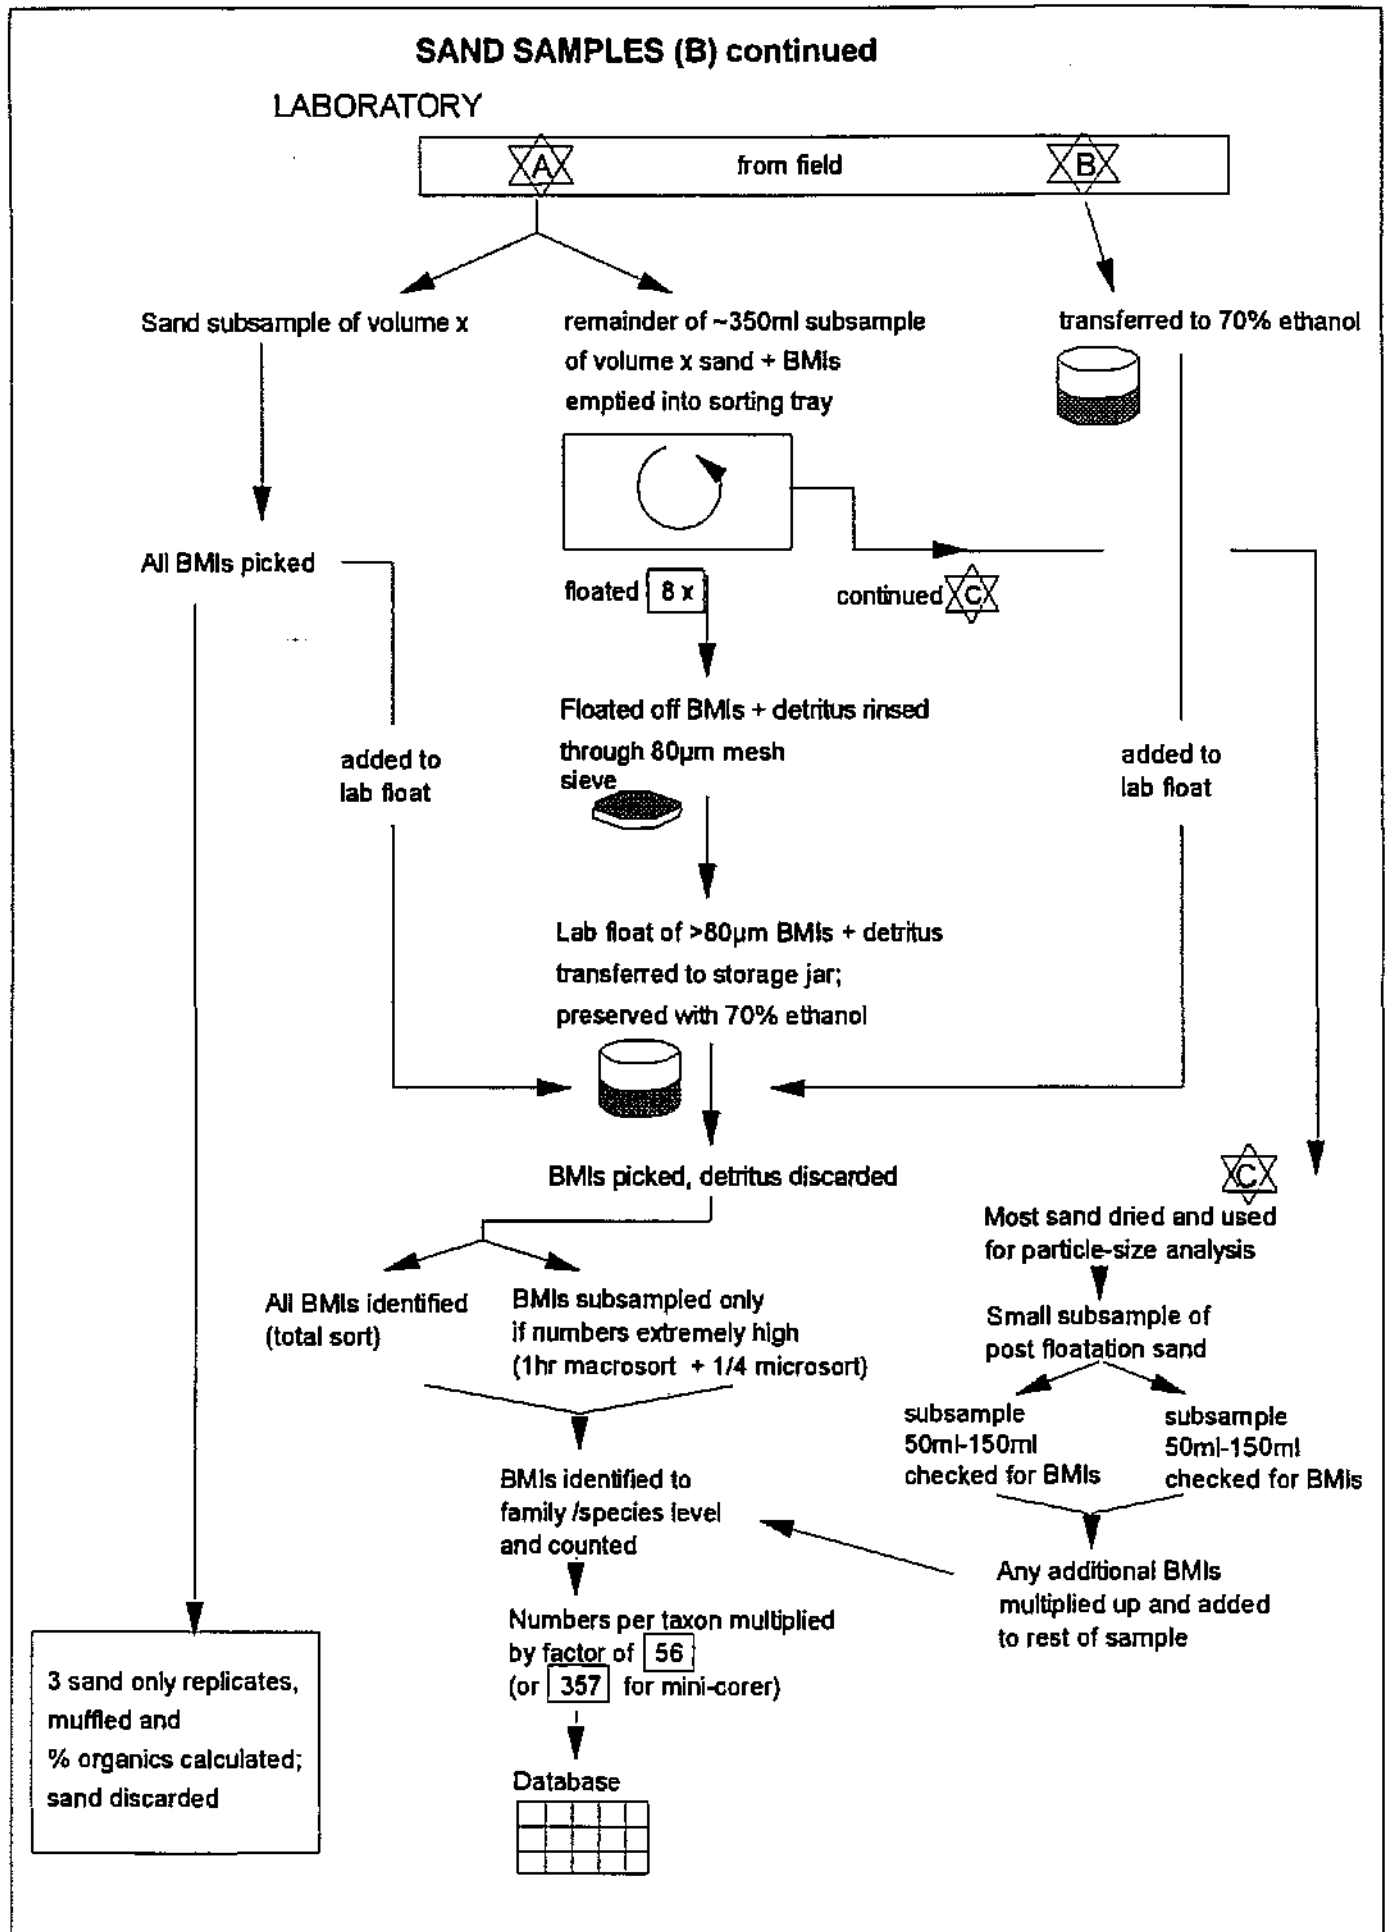 SAND SAMPLES (B) continued
LABORATORY
A from field B
Sand subsample of volume x
remainder of ~350ml subsample
of volume x sand + BMIs
emptied into sorting tray
transferred to 70% ethanol
All BMIs picked
floated 8 x
continued C
Floated off BMIs + detritus rinsed
through 80µm mesh
sieve
added to
lab float
added to
lab float
Lab float of >80µm BMIs + detritus
transferred to storage jar;
preserved with 70% ethanol
BMIs picked, detritus discarded
C
Most sand dried and used
for particle-size analysis
All BMIs identified
(total sort)
BMIs subsampled only
if numbers extremely high
(1hr macrosort + 1/4 microsort)
Small subsample of
post floatation sand
subsample
50ml-150ml
checked for BMIs
subsample
50ml-150ml
checked for BMIs
BMIs identified to
family /species level
and counted
Any additional BMIs
multiplied up and added
to rest of sample
Numbers per taxon multiplied
by factor of 56
(or 357 for mini-corer)
3 sand only replicates,
muffled and
% organics calculated;
sand discarded
Database